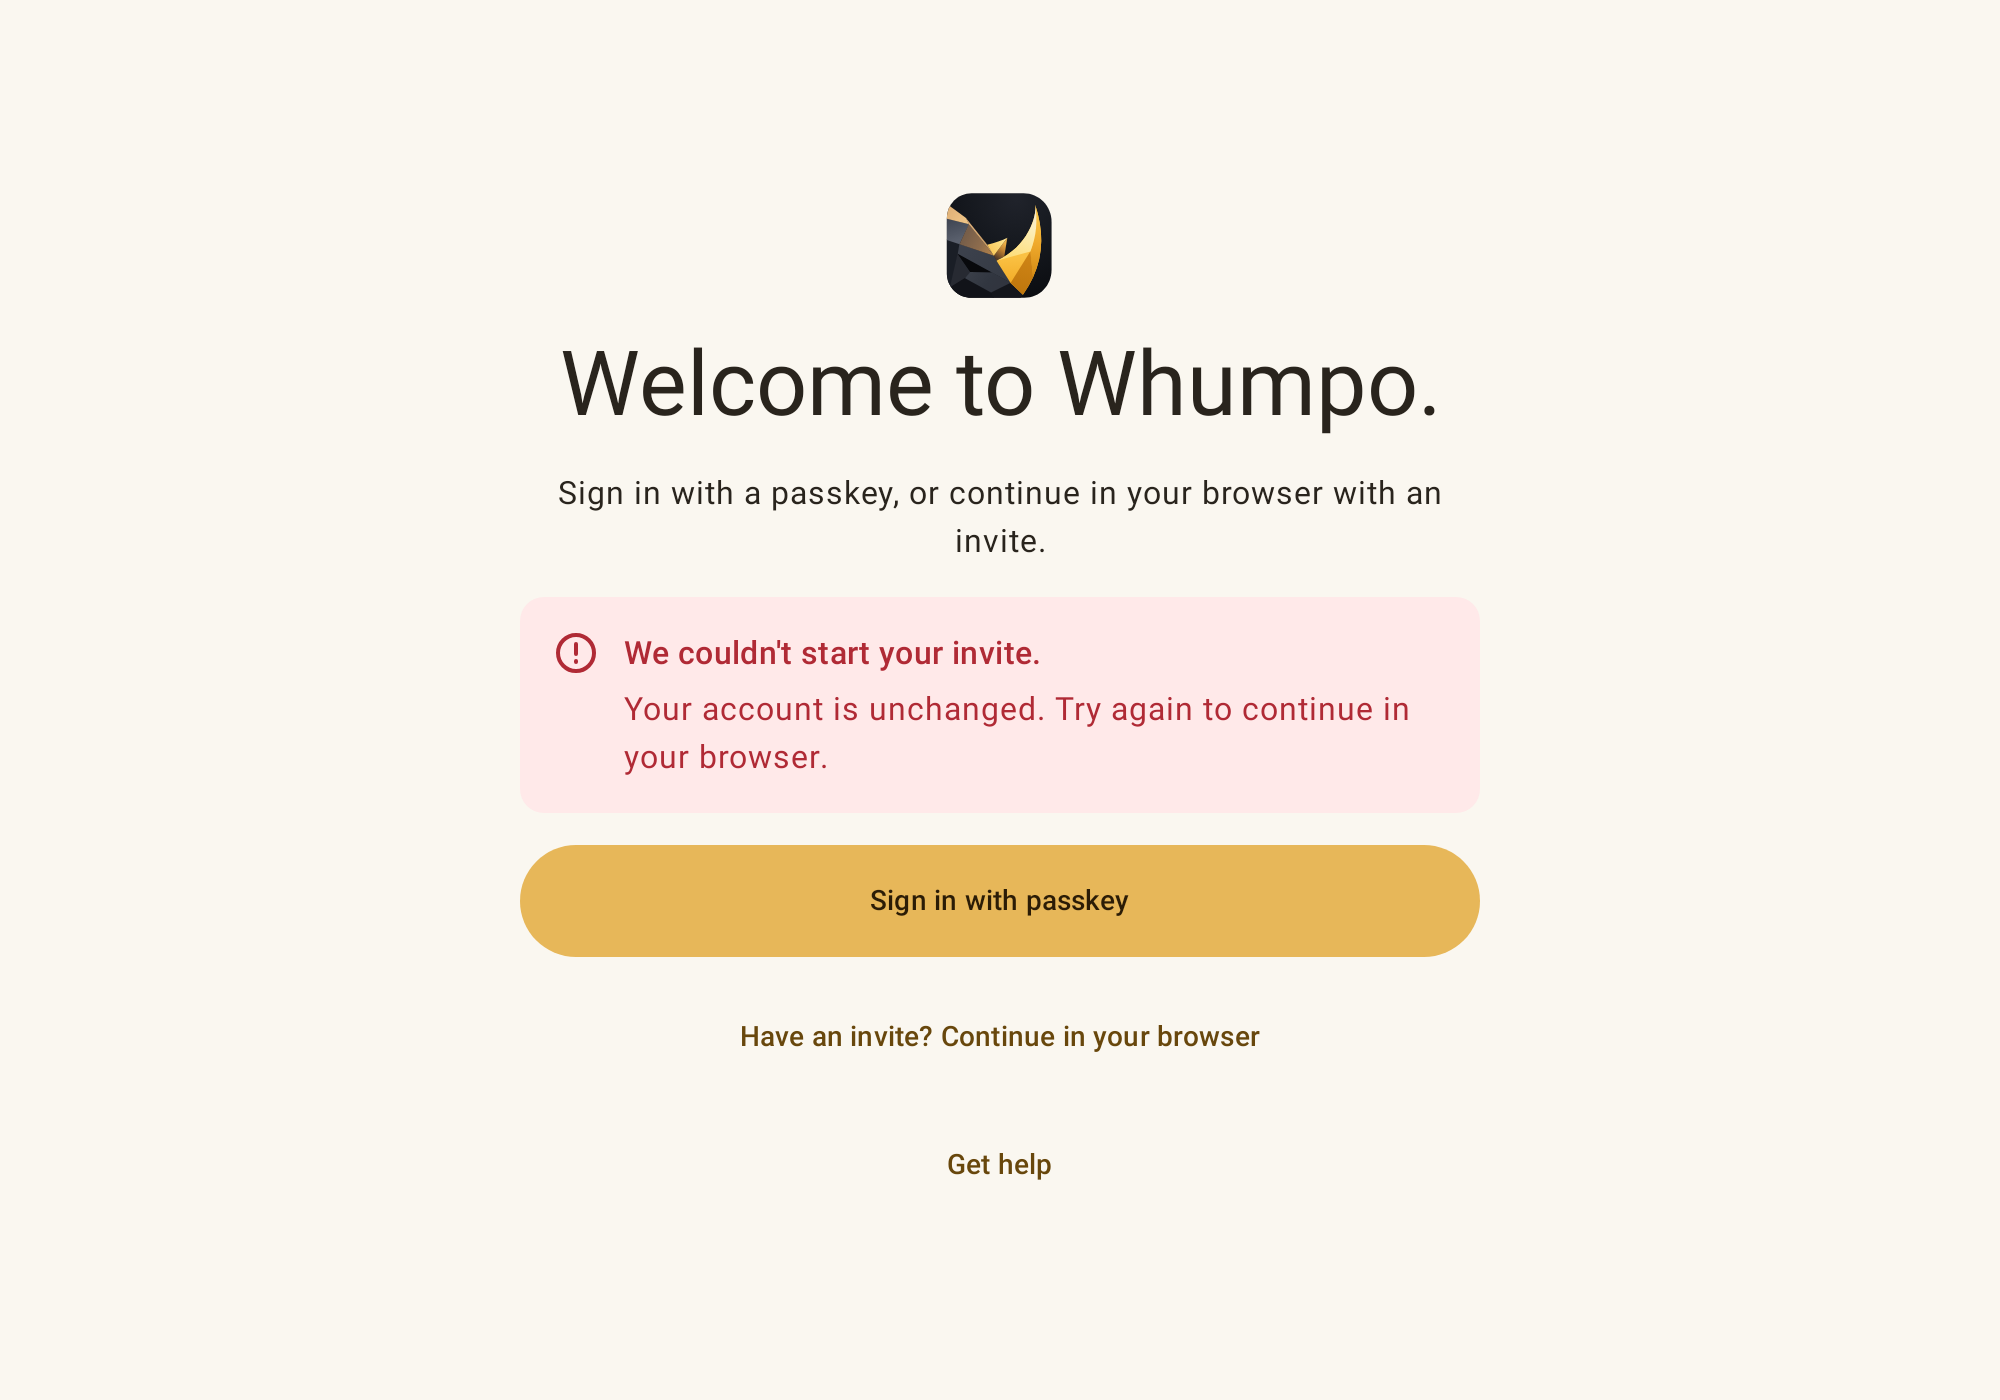 Welcome to Whumpo.
Sign in with a passkey, or continue in your browser with an
invite.
We couldn't start your invite.
Your account is unchanged. Try again to continue in
your browser.
Sign in with passkey
Have an invite? Continue in your browser
Get help